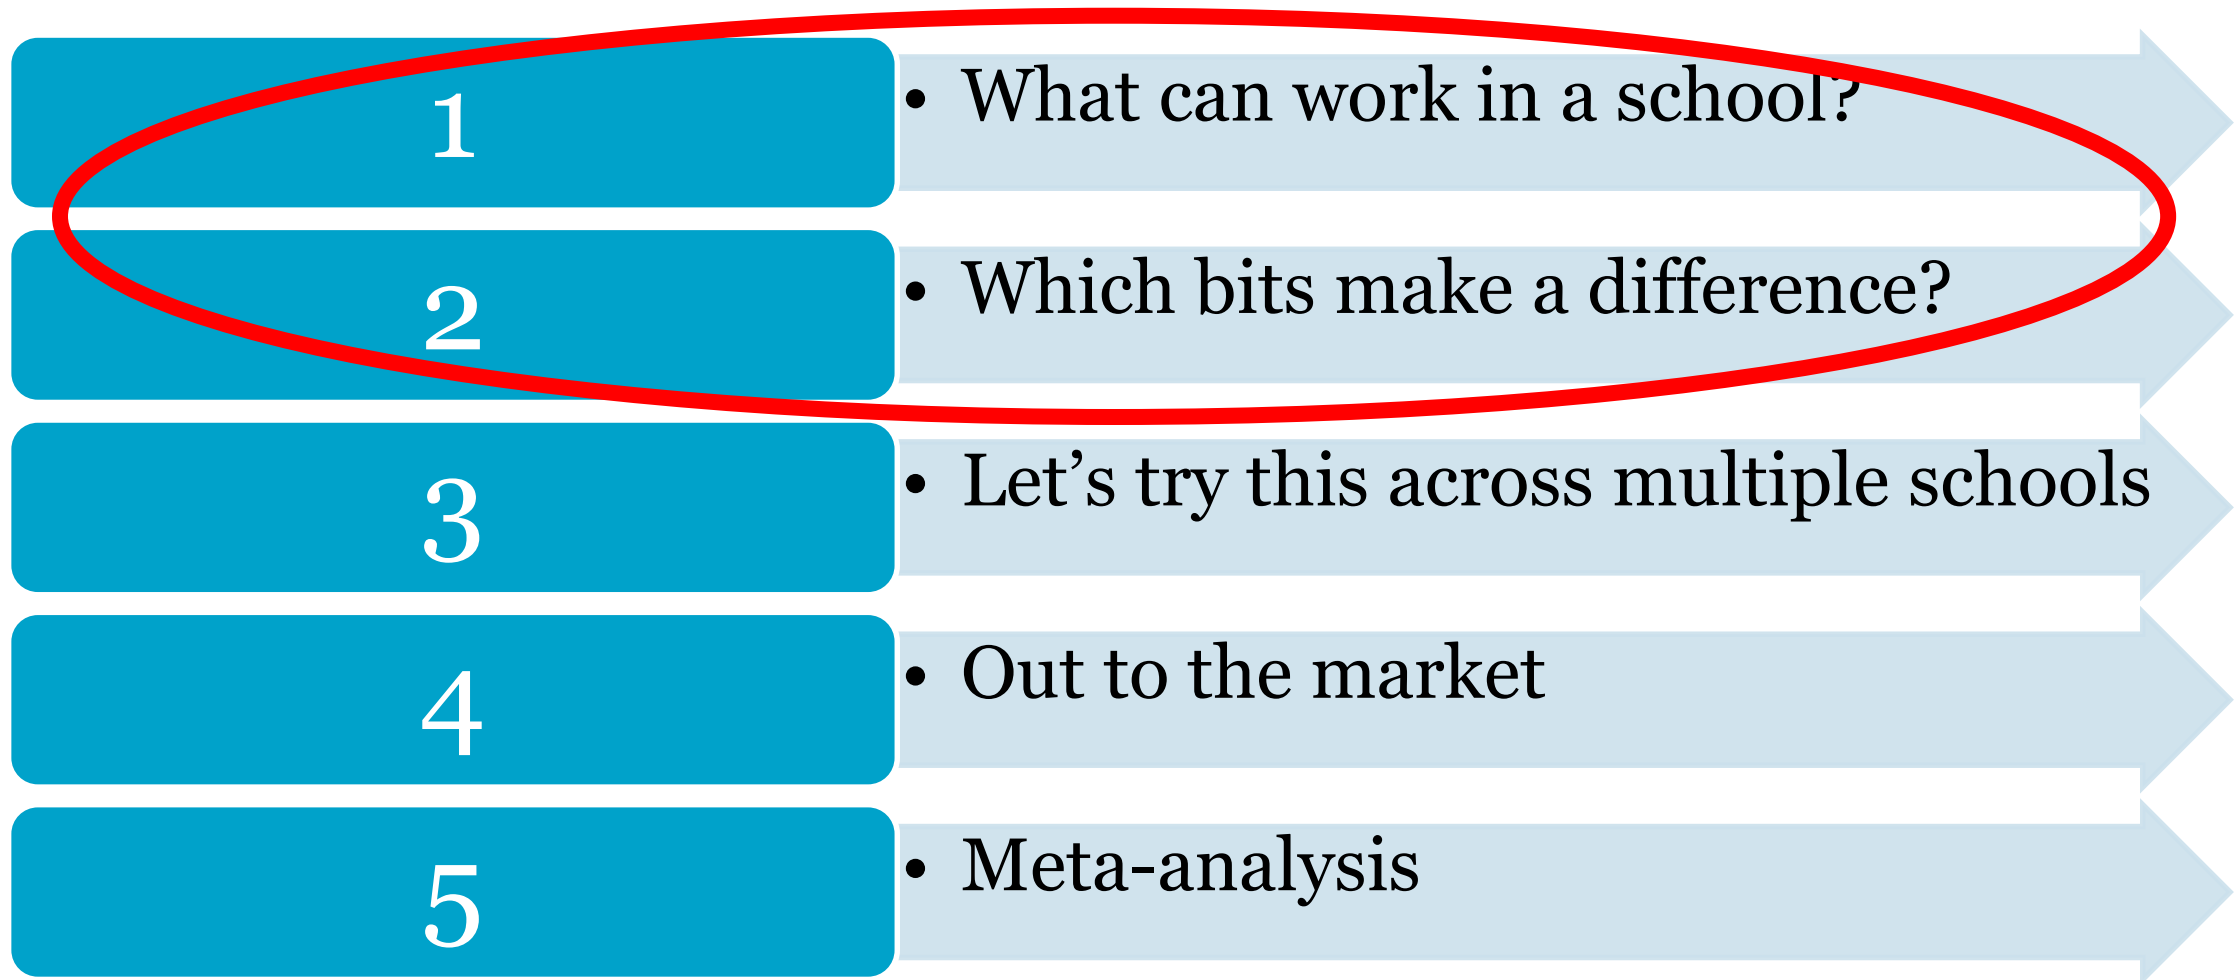 1
• What can work in a school?
2
• Which bits make a difference?
3
• Let’s try this across multiple schools
4
• Out to the market
5
• Meta-analysis